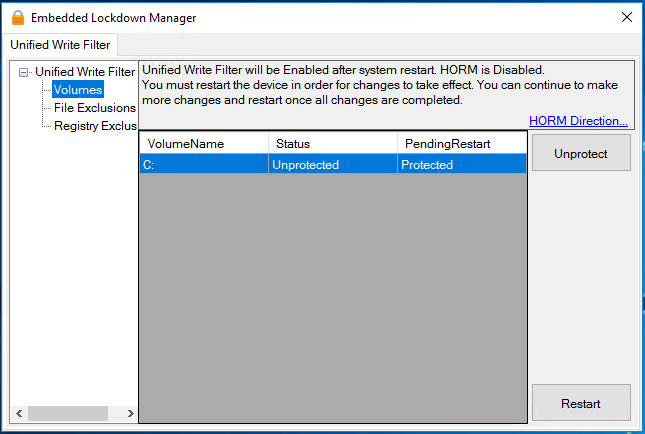 Embedded Lockdown Manager
Unified Write Filter
Unified Write Filter
Volumes
File Exclusions
Registry Exclus
Unified Write Filter will be Enabled after system restart. HORM is Disabled.
You must restart the device in order for changes to take effect. You can continue to make
more changes and restart once all changes are completed.
HORM Direction...
VolumeName Status PendingRestart
C: Unprotected Protected
Unprotect
Restart